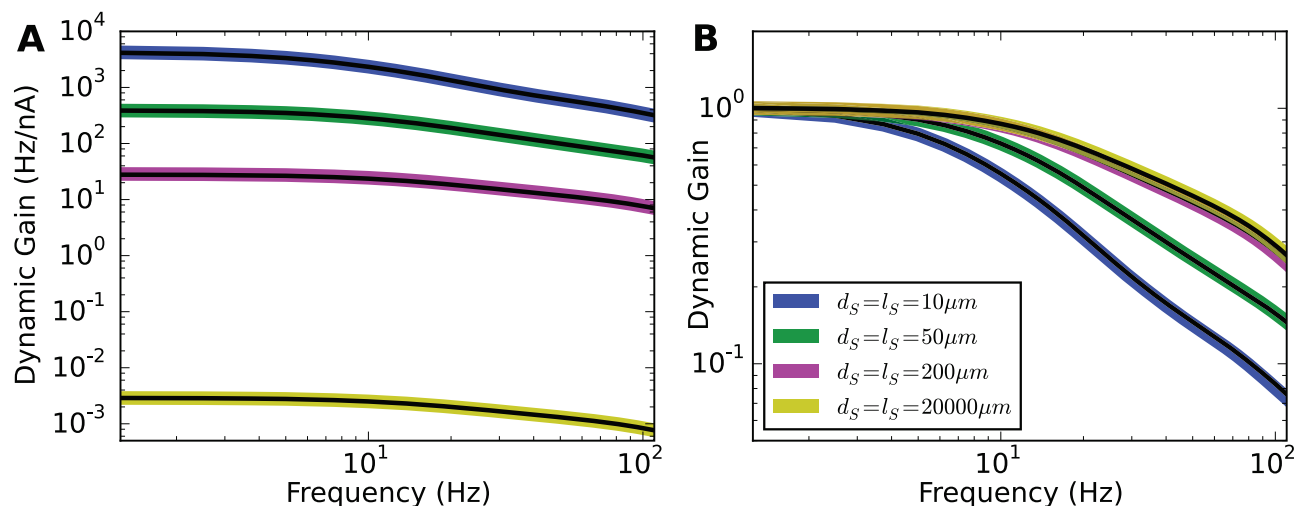 A
Dynamic Gain (Hz/nA)
10^4
10^3
10^2
10^1
10^0
10^-1
10^-2
10^-3
10^1
10^2
Frequency (Hz)
B
Dynamic Gain
10^0
10^-1
d_S=l_S=10μm
d_S=l_S=50μm
d_S=l_S=200μm
d_S=l_S=20000μm
10^1
10^2
Frequency (Hz)